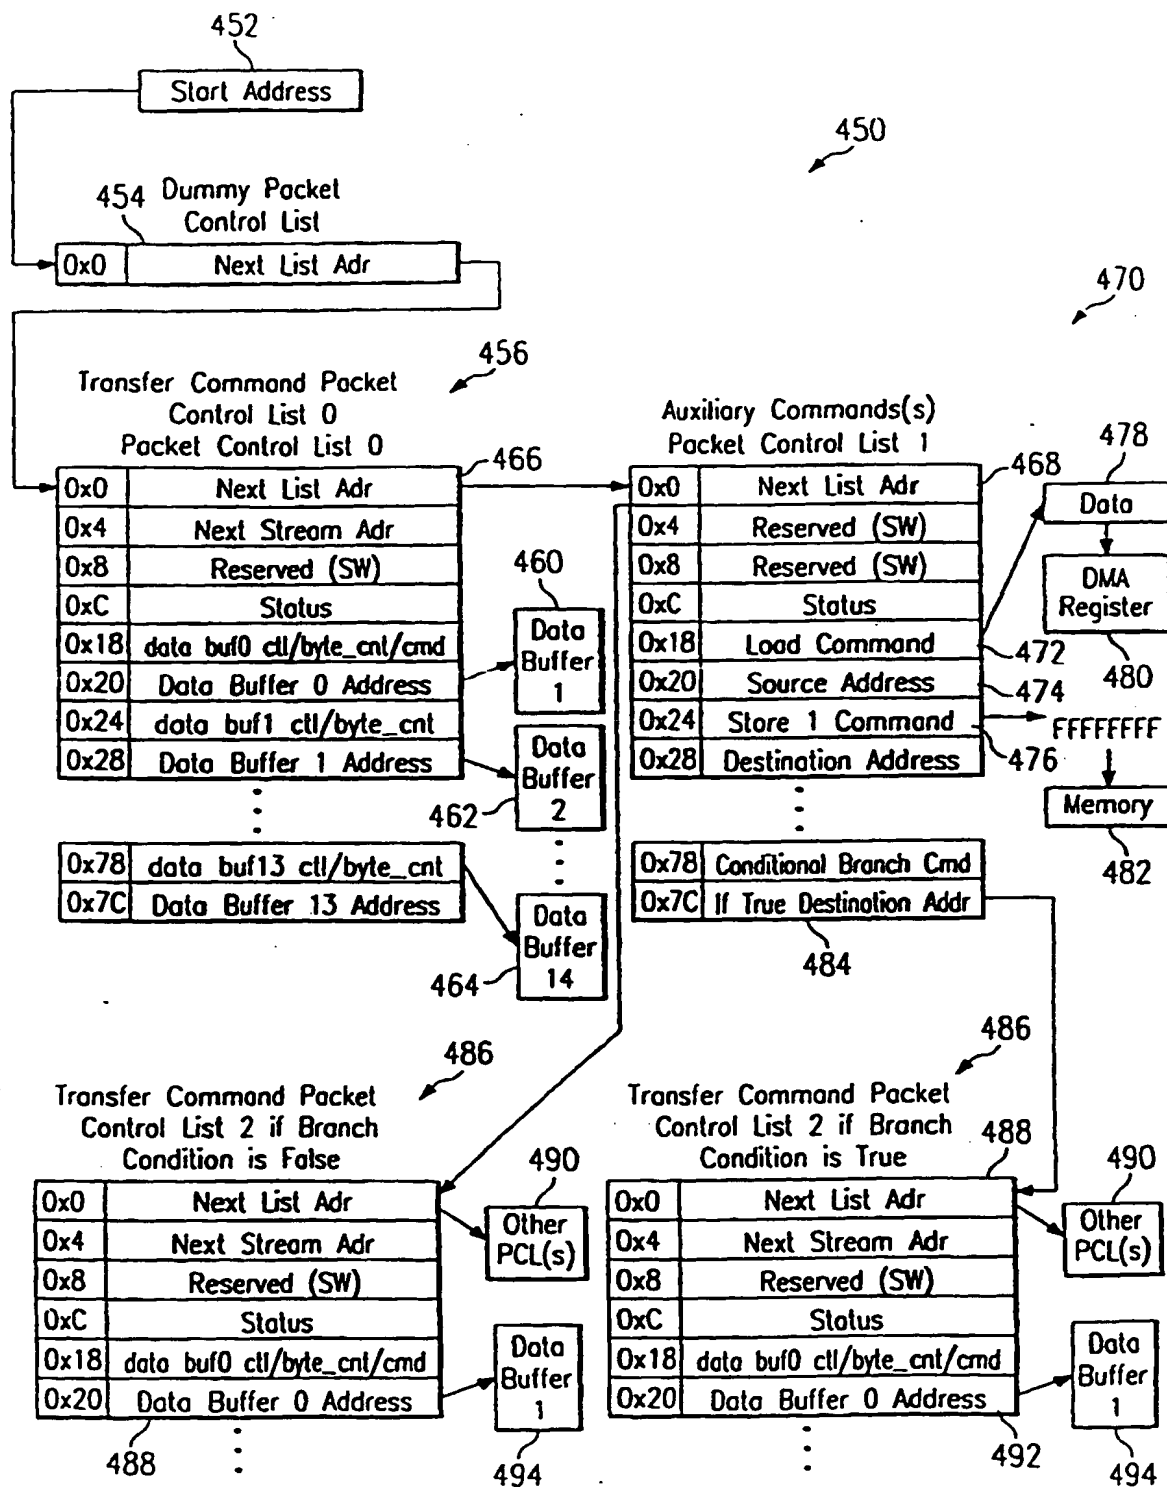 452
Start Address
450
454
Dummy Packet
Control List
0x0 Next List Adr
470
456
Transfer Command Packet
Control List 0
Packet Control List 0
466
0x0 Next List Adr
0x4 Next Stream Adr
0x8 Reserved (SW)
0xC Status
0x18 data buf0 ctl/byte_cnt/cmd
0x20 Data Buffer 0 Address
0x24 data buf1 ctl/byte_cnt
0x28 Data Buffer 1 Address
0x78 data buf13 ctl/byte_cnt
0x7C Data Buffer 13 Address
460
Data
Buffer
1
Data
Buffer
2
462
Data
Buffer
14
464
Auxiliary Commands(s)
Packet Control List 1
468
0x0 Next List Adr
0x4 Reserved (SW)
0x8 Reserved (SW)
0xC Status
0x18 Load Command
472
0x20 Source Address
474
0x24 Store 1 Command
476
0x28 Destination Address
0x78 Conditional Branch Cmd
0x7C If True Destination Addr
484
478
Data
DMA
Register
480
FFFFFFFF
Memory
482
486
Transfer Command Packet
Control List 2 if Branch
Condition is False
0x0 Next List Adr
0x4 Next Stream Adr
0x8 Reserved (SW)
0xC Status
0x18 data buf0 ctl/byte_cnt/cmd
0x20 Data Buffer 0 Address
488
490
Other
PCL(s)
Data
Buffer
1
494
486
Transfer Command Packet
Control List 2 if Branch
Condition is True
488
0x0 Next List Adr
0x4 Next Stream Adr
0x8 Reserved (SW)
0xC Status
0x18 data buf0 ctl/byte_cnt/cmd
0x20 Data Buffer 0 Address
492
490
Other
PCL(s)
Data
Buffer
1
494